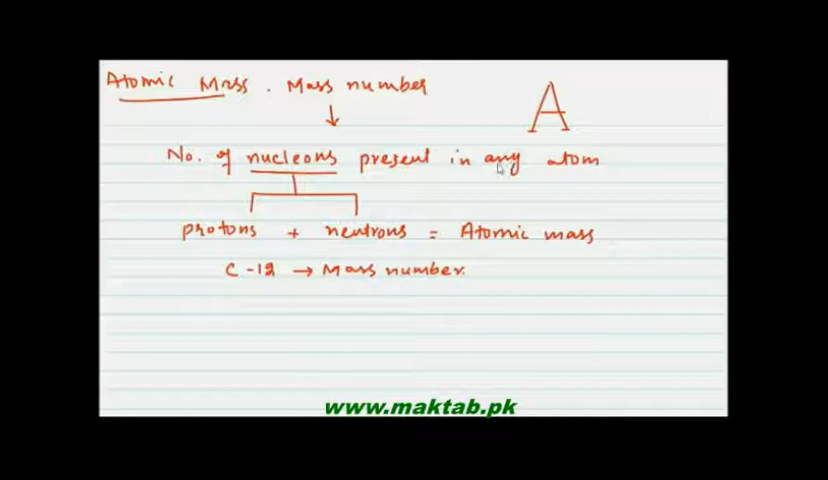 Atomic Mass. Mass number
A
No. of nucleons present in any atom
protons + neutrons = Atomic mass
C-12 → Mass number.
www.maktab.pk